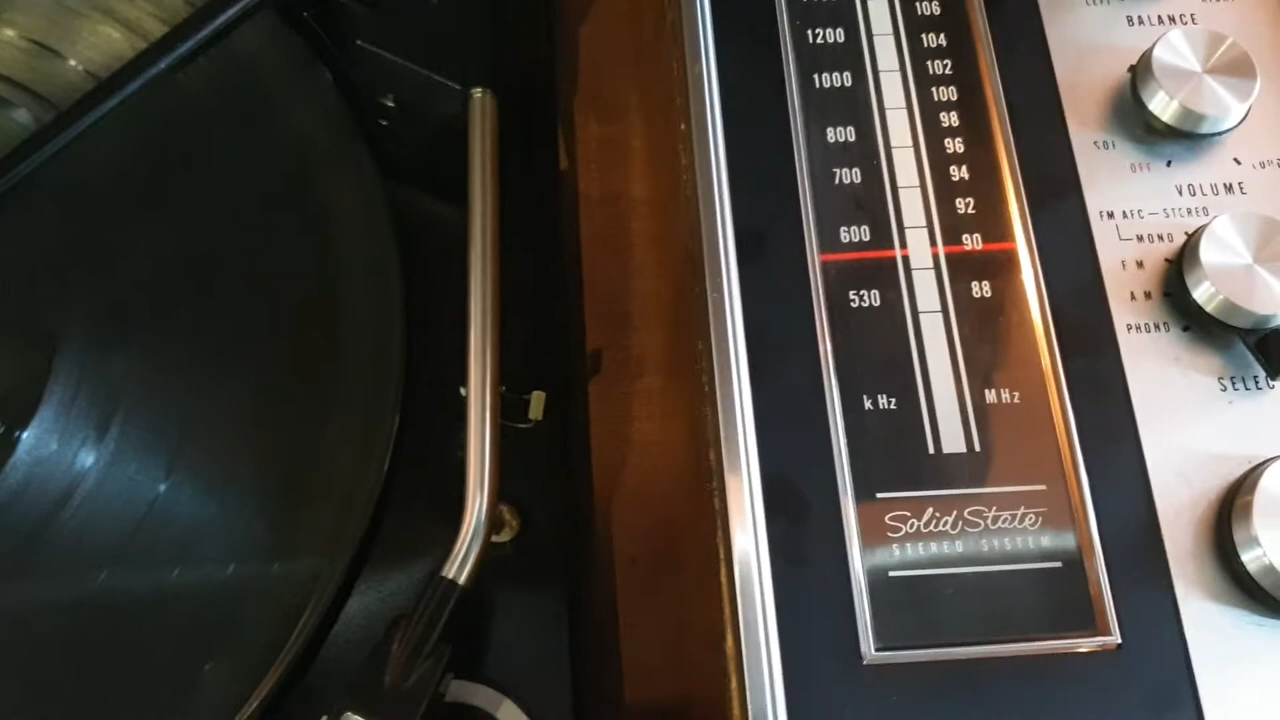 106
1200 104
1000 102
100
800 98
96
700 94
92
600 90
530 88
kHz MHz
Solid State
STEREO SYSTEM
BALANCE
OFF
VOLUME
FM AFC—STEREO
MONO
FM
AM
PHONO